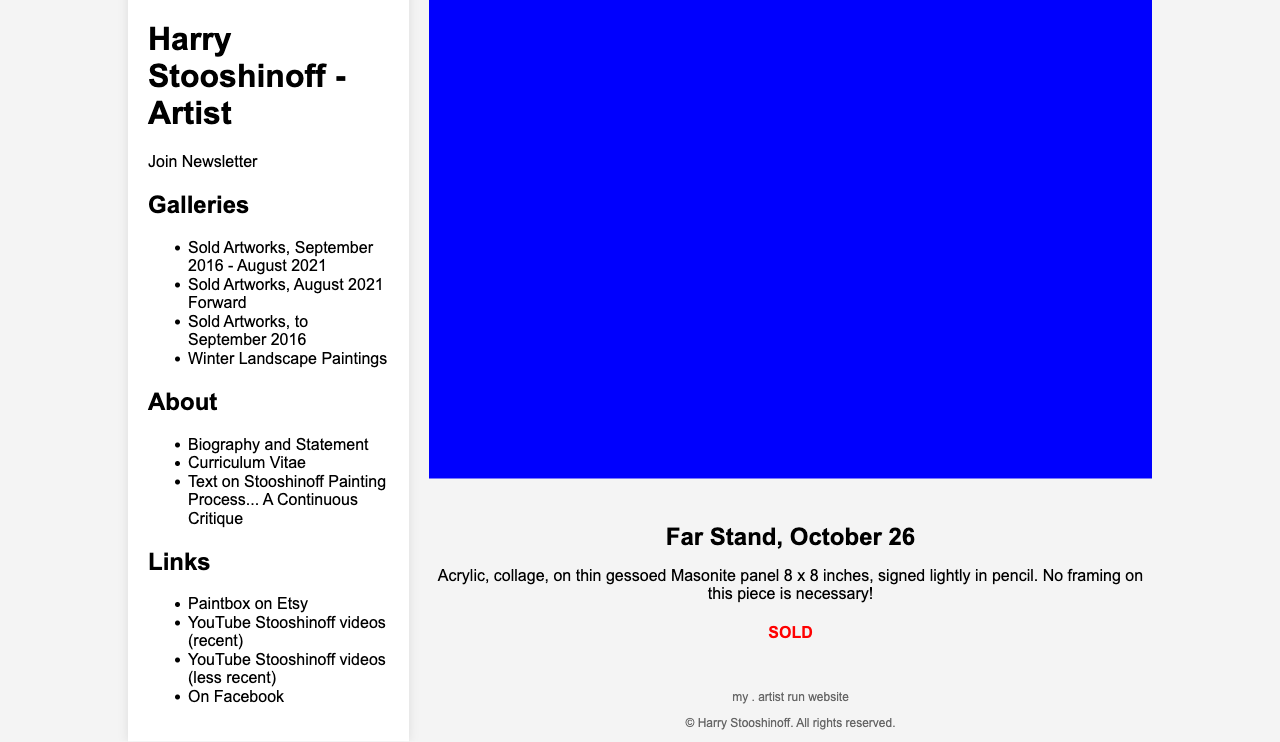 Harry
Stooshinoff -
Artist
Join Newsletter
Galleries
• Sold Artworks, September
2016 - August 2021
• Sold Artworks, August 2021
Forward
• Sold Artworks, to
September 2016
• Winter Landscape Paintings
About
• Biography and Statement
• Curriculum Vitae
• Text on Stooshinoff Painting
Process... A Continuous
Critique
Links
• Paintbox on Etsy
• YouTube Stooshinoff videos
(recent)
• YouTube Stooshinoff videos
(less recent)
• On Facebook
Far Stand, October 26
Acrylic, collage, on thin gessoed Masonite panel 8 x 8 inches, signed lightly in pencil. No framing on
this piece is necessary!
SOLD
my . artist run website
© Harry Stooshinoff. All rights reserved.